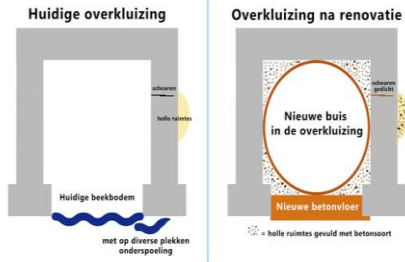 Huidige overkluizing
scheuren
holle ruimtes
Huidige beekbodem
met op diverse plekken
onderspoeling
Overkluizing na renovatie
scheuren
gedicht
Nieuwe buis
in de overkluizing
Nieuwe betonvloer
= holle ruimtes gevuld met betonsoort